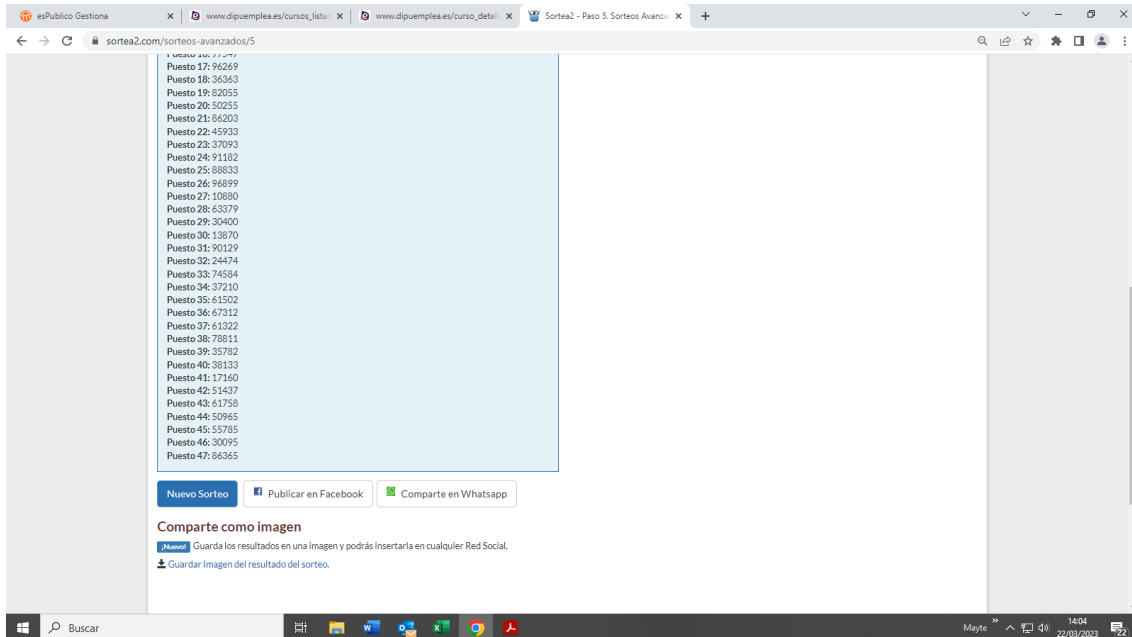 esPublico Gestiona
www.dipuemplea.es/cursos_lista
www.dipuemplea.es/curso_detall
Sortea2 - Paso 5. Sorteos Avanza
sortea2.com/sorteos-avanzados/5
Puesto 17: 96269
Puesto 18: 36363
Puesto 19: 82055
Puesto 20: 50255
Puesto 21: 86203
Puesto 22: 45933
Puesto 23: 37093
Puesto 24: 91182
Puesto 25: 88833
Puesto 26: 96899
Puesto 27: 10880
Puesto 28: 63379
Puesto 29: 30400
Puesto 30: 13870
Puesto 31: 90129
Puesto 32: 24474
Puesto 33: 74584
Puesto 34: 37210
Puesto 35: 61502
Puesto 36: 67312
Puesto 37: 61322
Puesto 38: 78811
Puesto 39: 35782
Puesto 40: 38133
Puesto 41: 17160
Puesto 42: 51437
Puesto 43: 61758
Puesto 44: 50965
Puesto 45: 55785
Puesto 46: 30095
Puesto 47: 86365
Nuevo Sorteo
Publicar en Facebook
Comparte en Whatsapp
Comparte como imagen
¡Nuevo! Guarda los resultados en una imagen y podrás insertarla en cualquier Red Social.
Guardar Imagen del resultado del sorteo.
Buscar
Mayte
14:04
22/03/2023
22